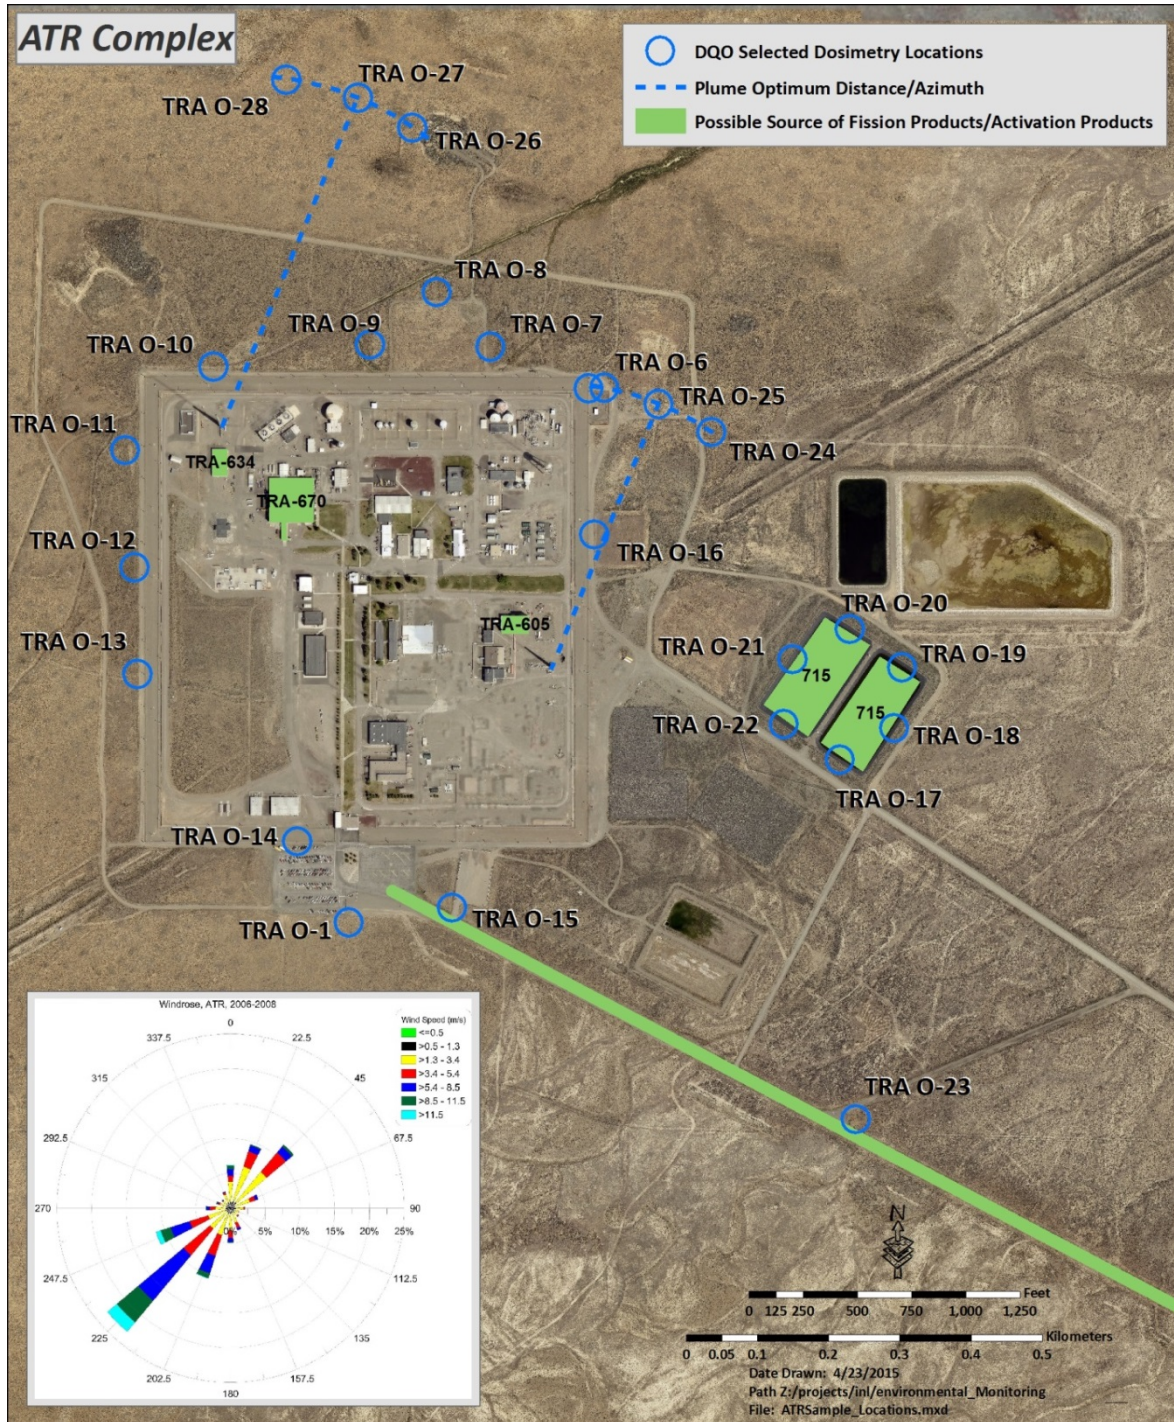 ATR Complex
DQO Selected Dosimetry Locations
Plume Optimum Distance/Azimuth
Possible Source of Fission Products/Activation Products
TRA O-27
TRA O-28
TRA O-26
TRA O-8
TRA O-9
TRA O-7
TRA O-10
TRA O-6
TRA O-25
TRA O-11
TRA O-24
TRA-634
TRA-670
TRA O-12
TRA O-16
TRA O-20
TRA-605
TRA O-21
TRA O-19
TRA O-13
715
715
TRA O-22
TRA O-18
TRA O-17
TRA O-14
TRA O-15
TRA O-1
TRA O-23
Windrose, ATR, 2006-2008
Wind Speed (m/s)
<=0.5
>0.5 - 1.3
>1.3 - 3.4
>3.4 - 5.4
>5.4 - 8.5
>8.5 - 11.5
>11.5
0
337.5
22.5
315
45
292.5
67.5
270
0% 5% 10% 15% 20% 25%
90
247.5
112.5
225
135
202.5
157.5
180
N
Feet
0 125 250 500 750 1,000 1,250
Kilometers
0 0.05 0.1 0.2 0.3 0.4 0.5
Date Drawn: 4/23/2015
Path Z:/projects/inl/environmental_Monitoring
File: ATRSample_Locations.mxd